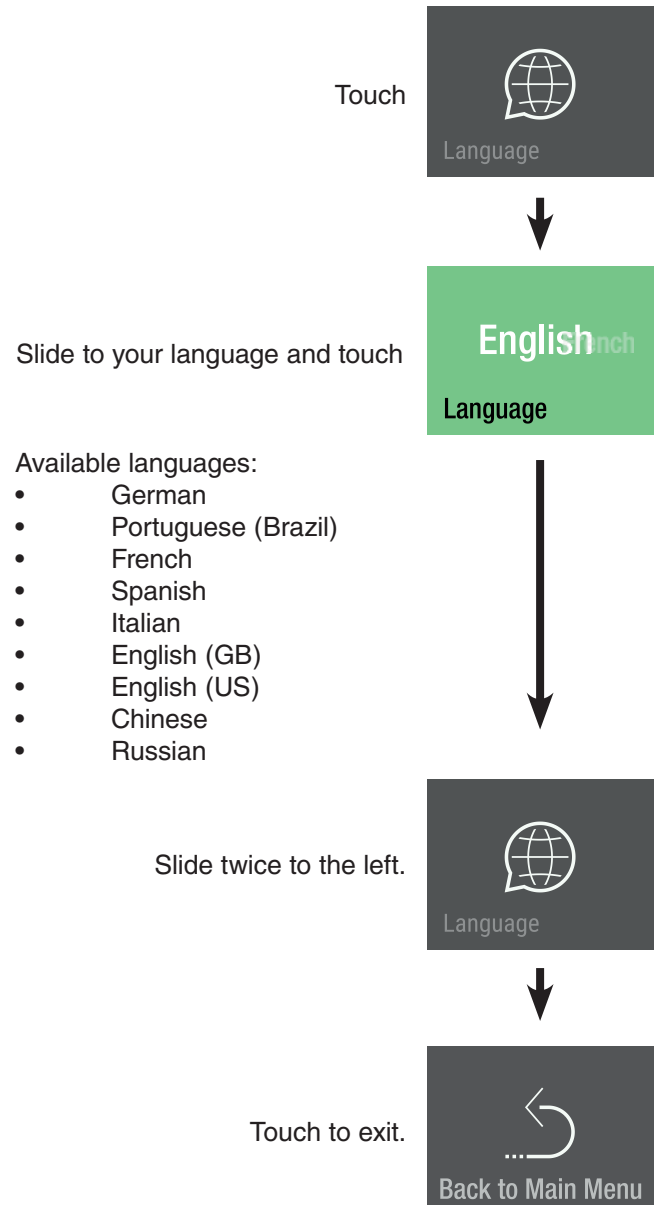 Touch
Language
Slide to your language and touch
English
French
Language
Available languages:
• German
• Portuguese (Brazil)
• French
• Spanish
• Italian
• English (GB)
• English (US)
• Chinese
• Russian
Slide twice to the left.
Language
Touch to exit.
Back to Main Menu